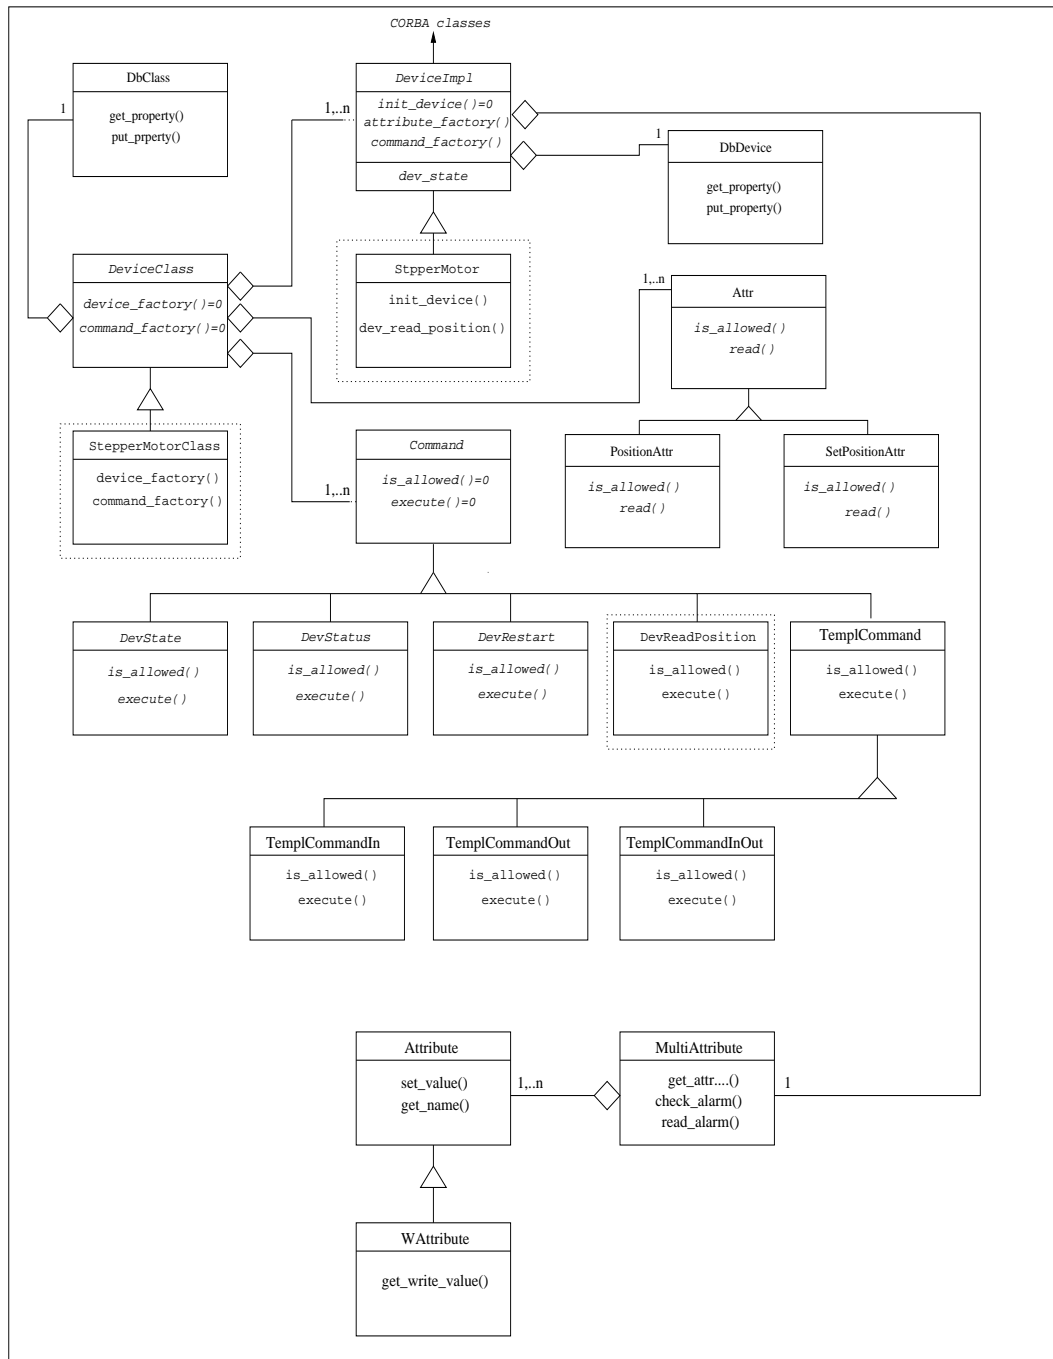 CORBA classes
DbClass
get_property()
put_prperty()
1
DeviceImpl
init_device()=0
attribute_factory()
command_factory()
dev_state
1,..n
1
DbDevice
get_property()
put_property()
DeviceClass
device_factory()=0
command_factory()=0
StpperMotor
init_device()
dev_read_position()
1,..n
Attr
is_allowed()
read()
StepperMotorClass
device_factory()
command_factory()
Command
is_allowed()=0
execute()=0
1,..n
PositionAttr
is_allowed()
read()
SetPositionAttr
is_allowed()
read()
DevState
is_allowed()
execute()
DevStatus
is_allowed()
execute()
DevRestart
is_allowed()
execute()
DevReadPosition
is_allowed()
execute()
TemplCommand
is_allowed()
execute()
TemplCommandIn
is_allowed()
execute()
TemplCommandOut
is_allowed()
execute()
TemplCommandInOut
is_allowed()
execute()
Attribute
set_value()
get_name()
1,..n
MultiAttribute
get_attr....()
check_alarm()
read_alarm()
1
WAttribute
get_write_value()